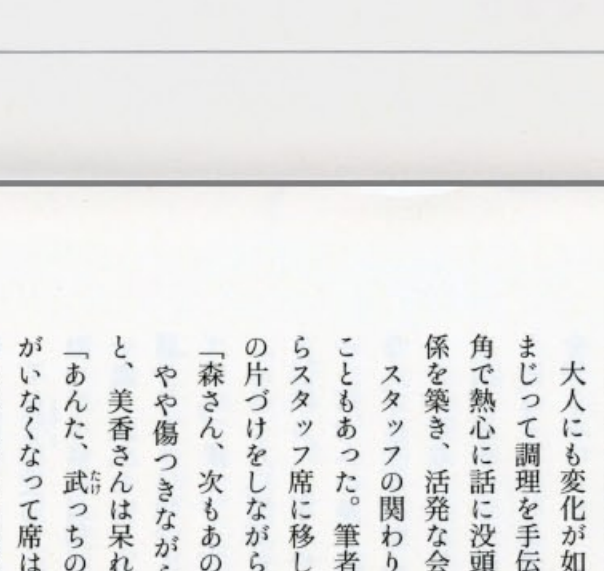 大人にも変化が如
まじって調理を手伝
角で熱心に話に没頭
係を築き、活発な会
スタッフの関わり
こともあった。筆者
らスタッフ席に移し
の片づけをしながら
「森さん、次もあの
やや傷つきながら
と、美香さんは呆れ
「あんた、武っちの
がいなくなって席は